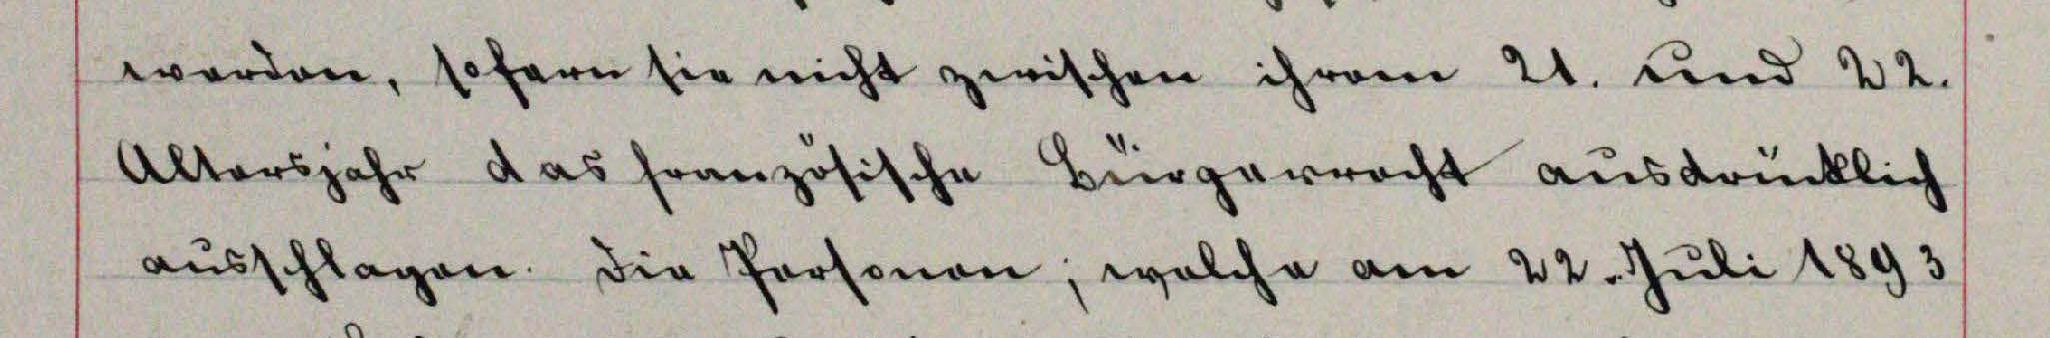 werden, sofern sie nicht zwischen ihrem 21. und 22.
Altersjahr das französische Bürgerrecht ausdrücklich
ausschlagen. Die Personen, welche am 22. Juli 1893